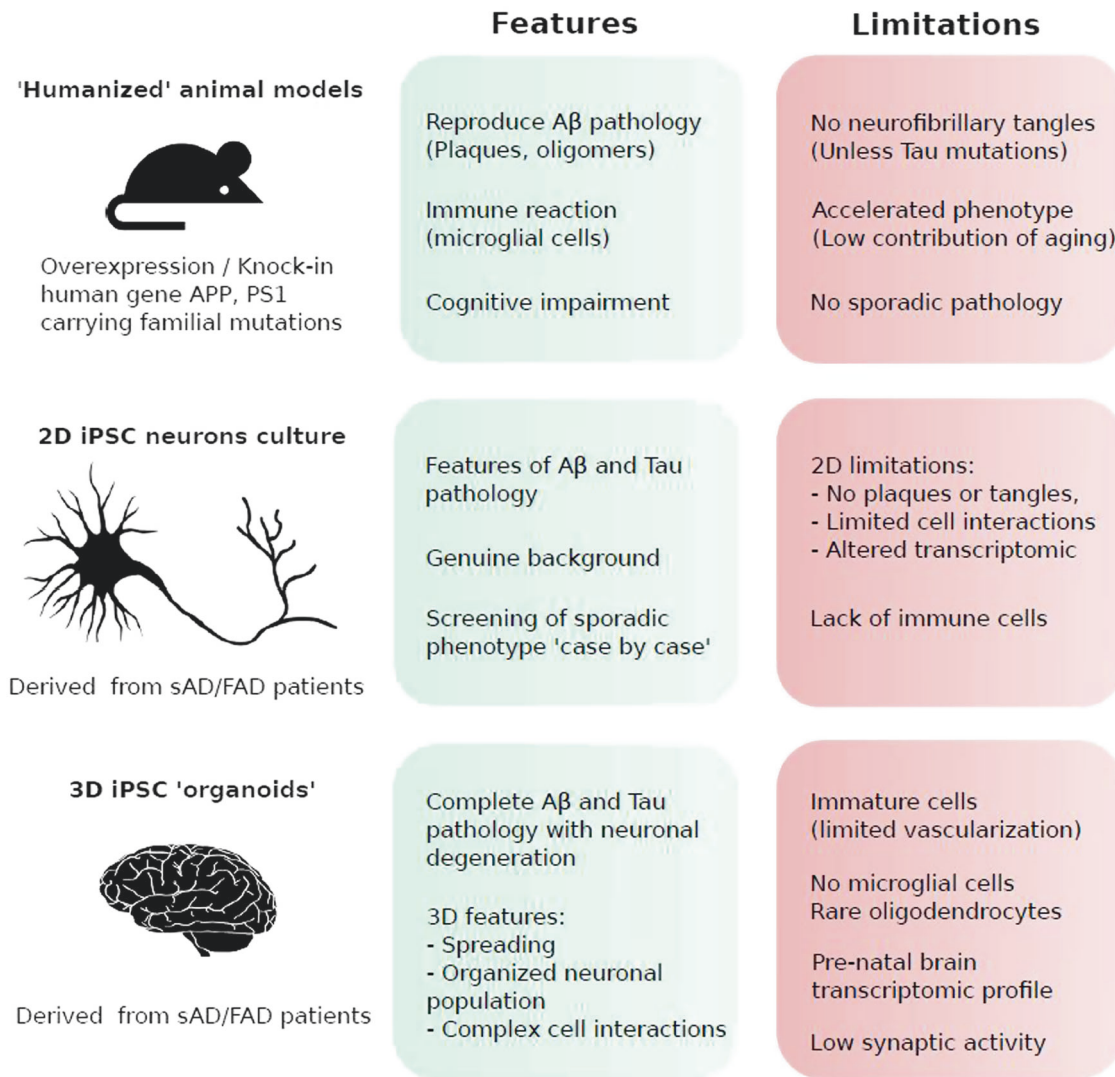 Features
Limitations
'Humanized' animal models
Overexpression / Knock-in
human gene APP, PS1
carrying familial mutations
Reproduce Aβ pathology
(Plaques, oligomers)
Immune reaction
(microglial cells)
Cognitive impairment
No neurofibrillary tangles
(Unless Tau mutations)
Accelerated phenotype
(Low contribution of aging)
No sporadic pathology
2D iPSC neurons culture
Derived from sAD/FAD patients
Features of Aβ and Tau
pathology
Genuine background
Screening of sporadic
phenotype 'case by case'
2D limitations:
- No plaques or tangles,
- Limited cell interactions
- Altered transcriptomic
Lack of immune cells
3D iPSC 'organoids'
Derived from sAD/FAD patients
Complete Aβ and Tau
pathology with neuronal
degeneration
3D features:
- Spreading
- Organized neuronal
population
- Complex cell interactions
Immature cells
(limited vascularization)
No microglial cells
Rare oligodendrocytes
Pre-natal brain
transcriptomic profile
Low synaptic activity